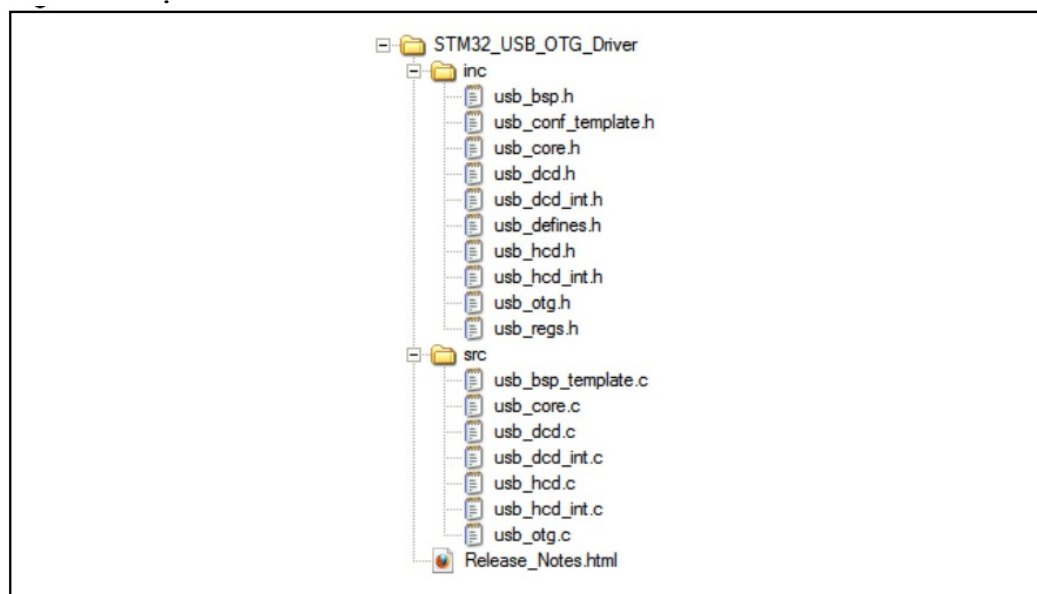 STM32_USB_OTG_Driver
inc
usb_bsp.h
usb_conf_template.h
usb_core.h
usb_dcd.h
usb_dcd_int.h
usb_defines.h
usb_hcd.h
usb_hcd_int.h
usb_otg.h
usb_regs.h
src
usb_bsp_template.c
usb_core.c
usb_dcd.c
usb_dcd_int.c
usb_hcd.c
usb_hcd_int.c
usb_otg.c
Release_Notes.html